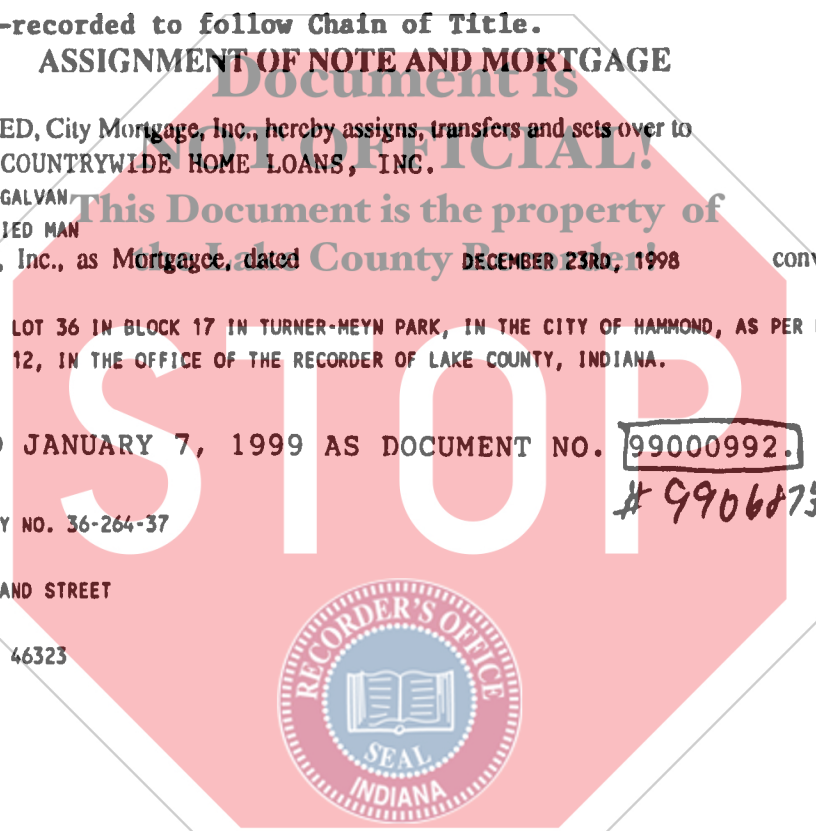 -recorded to follow Chain of Title.
ASSIGNMENT OF NOTE AND MORTGAGE
Document is
ED, City Mortgage, Inc., hereby assigns, transfers and sets over to
NOT OFFICIAL!
COUNTRYWIDE HOME LOANS, INC.
GALVAN
This Document is the property of
IED MAN
the Lake County Recorder!
, Inc., as Mortgagee, dated DECEMBER 23RD, 1998 conv
LOT 36 IN BLOCK 17 IN TURNER-MEYN PARK, IN THE CITY OF HAMMOND, AS PER
12, IN THE OFFICE OF THE RECORDER OF LAKE COUNTY, INDIANA.
STOP
JANUARY 7, 1999 AS DOCUMENT NO. 99000992.
# 9906873
Y NO. 36-264-37
AND STREET
46323
RECORDER'S OFFICE
SEAL
INDIANA